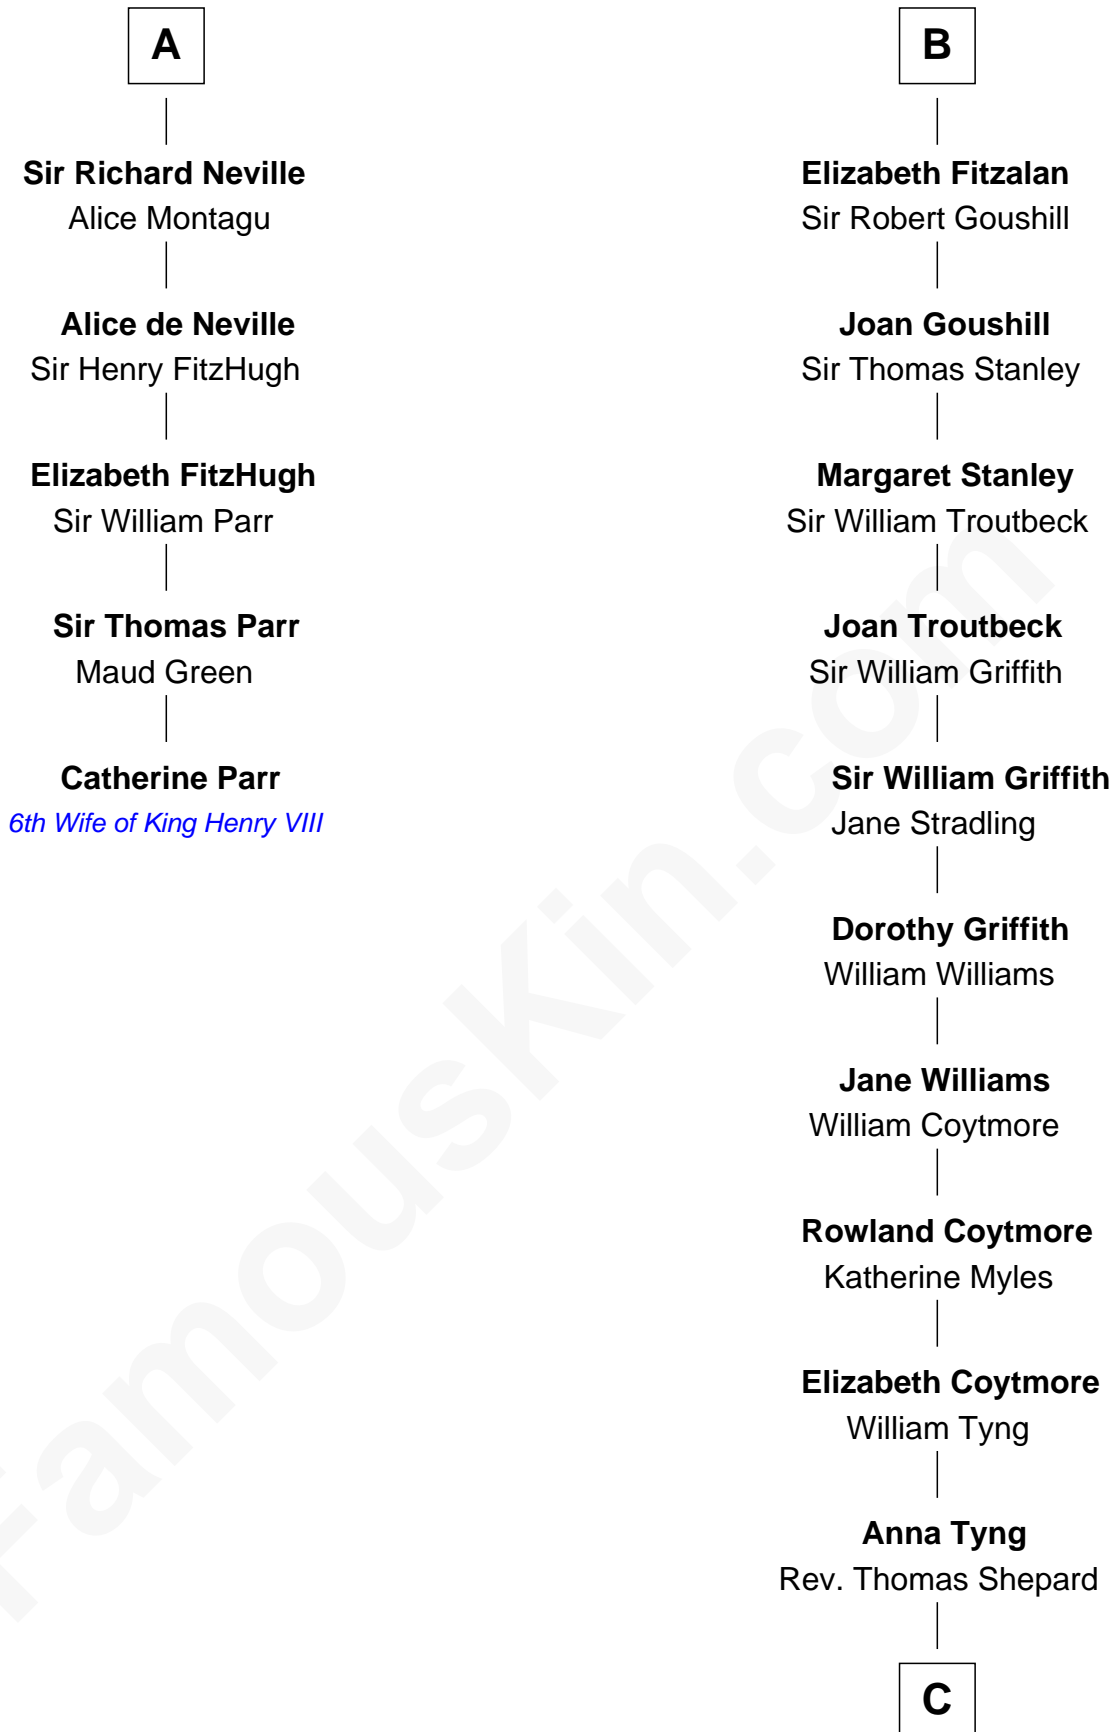 A
Sir Richard Neville
Alice Montagu
Alice de Neville
Sir Henry FitzHugh
Elizabeth FitzHugh
Sir William Parr
Sir Thomas Parr
Maud Green
Catherine Parr
6th Wife of King Henry VIII
B
Elizabeth Fitzalan
Sir Robert Goushill
Joan Goushill
Sir Thomas Stanley
Margaret Stanley
Sir William Troutbeck
Joan Troutbeck
Sir William Griffith
Sir William Griffith
Jane Stradling
Dorothy Griffith
William Williams
Jane Williams
William Coytmore
Rowland Coytmore
Katherine Myles
Elizabeth Coytmore
William Tyng
Anna Tyng
Rev. Thomas Shepard
C
FamousKin.com